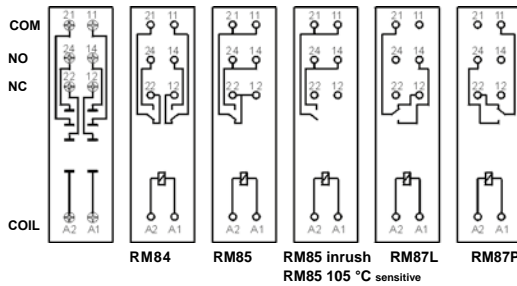 COM 21 11 21 11 21 11 21 11 21 11 21 11
NO 24 14 24 14 24 14 24 14 24 14 24 14
NC 22 12 22 12 22 12 22 12 22 12 22 12
COIL A2 A1 A2 A1 A2 A1 A2 A1 A2 A1 A2 A1
RM84 RM85 RM85 inrush RM87L RM87P
RM85 105 °C sensitive